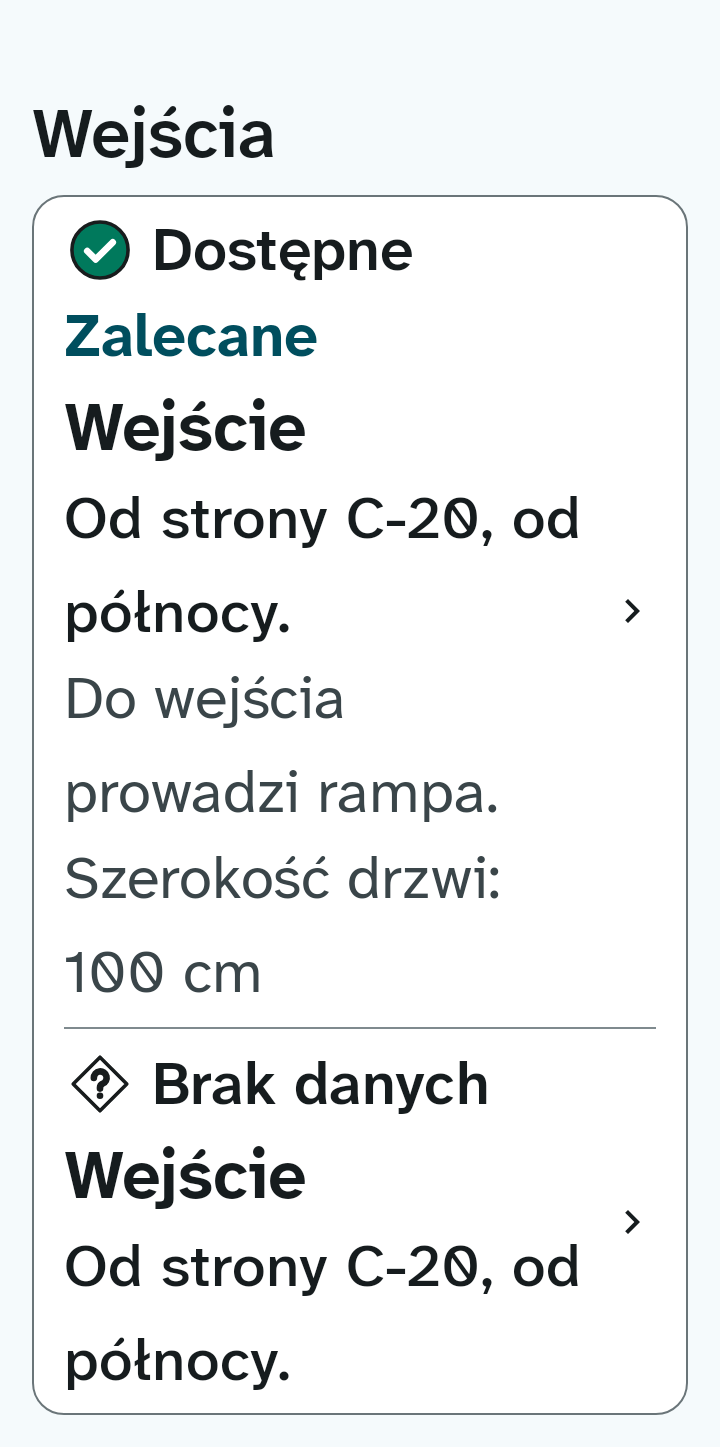 Wejścia
Dostępne
Zalecane
Wejście
Od strony C-20, od
północy.
Do wejścia
prowadzi rampa.
Szerokość drzwi:
100 cm
Brak danych
Wejście
Od strony C-20, od
północy.